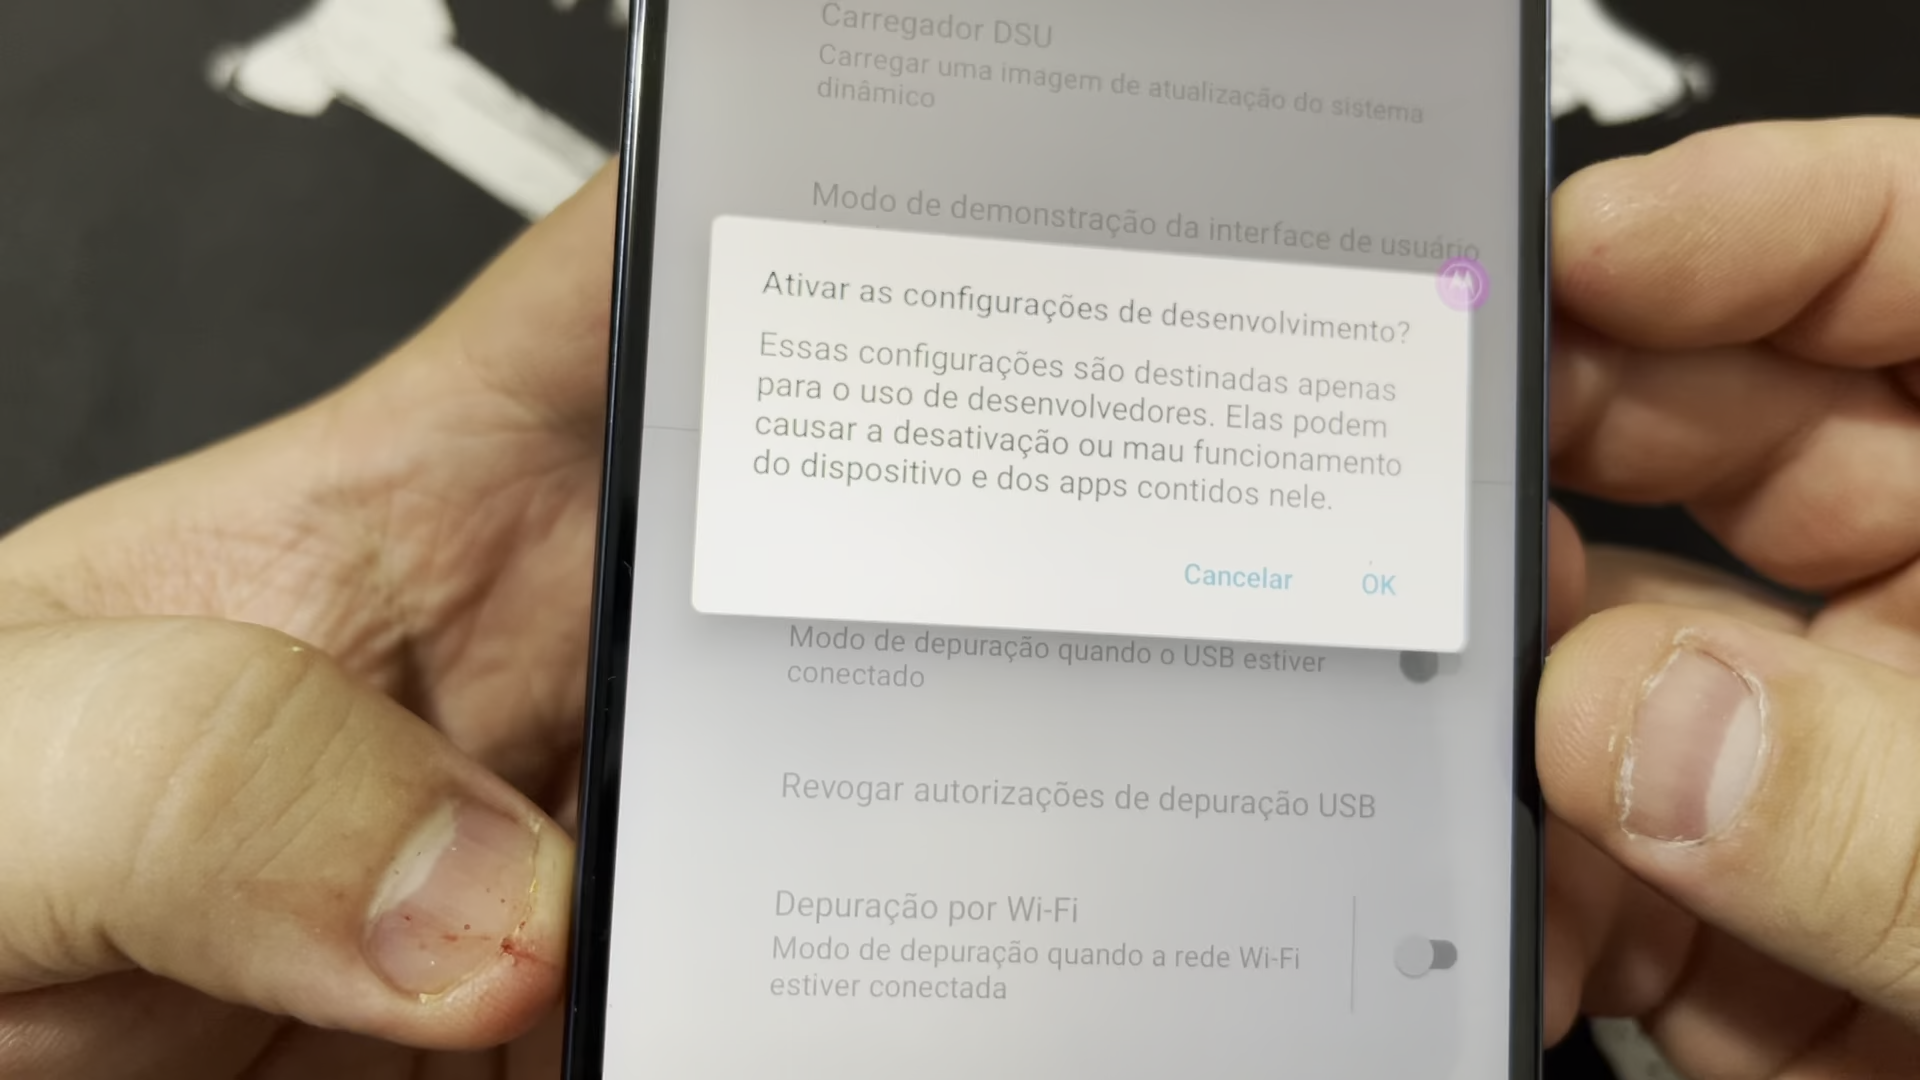 Carregador DSU
Carregar uma imagem de atualização do sistema
dinâmico
Modo de demonstração da interface de usuário
Ativar as configurações de desenvolvimento?
Essas configurações são destinadas apenas
para o uso de desenvolvedores. Elas podem
causar a desativação ou mau funcionamento
do dispositivo e dos apps contidos nele.
Cancelar OK
Modo de depuração quando o USB estiver
conectado
Revogar autorizações de depuração USB
Depuração por Wi-Fi
Modo de depuração quando a rede Wi-Fi
estiver conectada